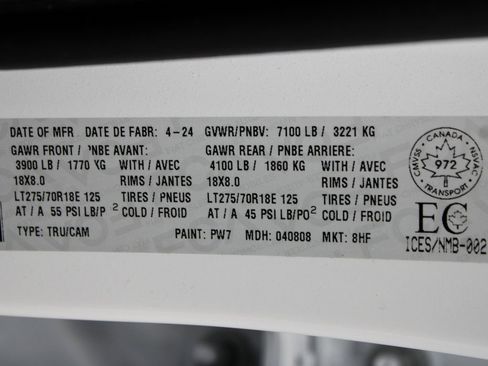 DATE OF MFR DATE DE FABR: 4-24 GVWR/PNBV: 7100 LB / 3221 KG
GAWR FRONT / PNBE AVANT: GAWR REAR / PNBE ARRIERE:
3900 LB / 1770 KG WITH / AVEC 4100 LB / 1860 KG WITH / AVEC
18X8.0 RIMS / JANTES 18X8.0 RIMS / JANTES
LT275/70R18E 125 TIRES / PNEUS LT275/70R18E 125 TIRES / PNEUS
AT / A 55 PSI LB/P² COLD / FROID AT / A 45 PSI LB/PO² COLD / FROID
TYPE: TRU/CAM PAINT: PW7 MDH: 040808 MKT: 8HF
CANADA
CMVSS 972 NSVAC
TRANSPORT
EC
ICES/NMB-002